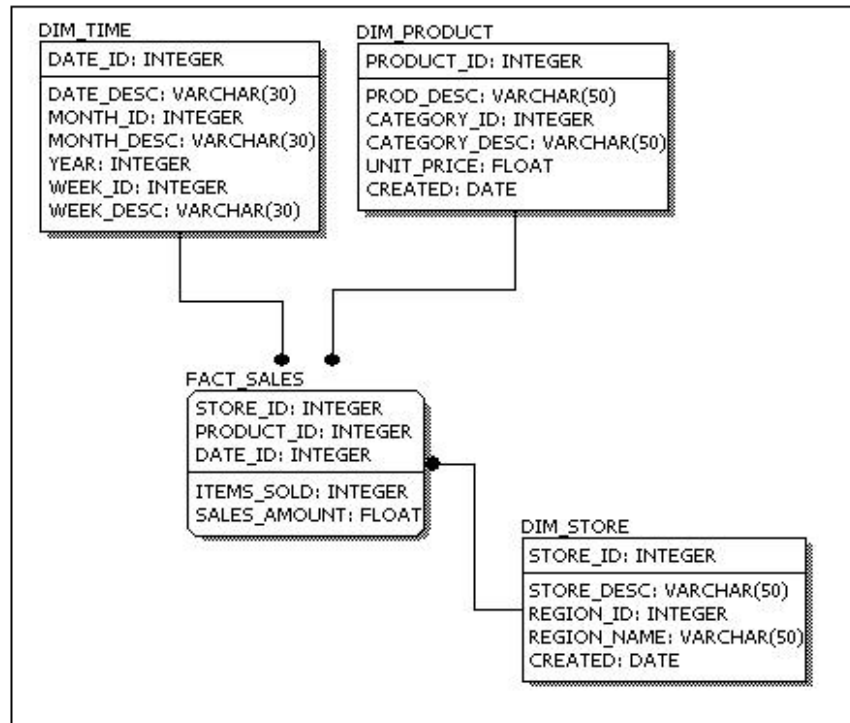 DIM_TIME
DATE_ID: INTEGER
DATE_DESC: VARCHAR(30)
MONTH_ID: INTEGER
MONTH_DESC: VARCHAR(30)
YEAR: INTEGER
WEEK_ID: INTEGER
WEEK_DESC: VARCHAR(30)
DIM_PRODUCT
PRODUCT_ID: INTEGER
PROD_DESC: VARCHAR(50)
CATEGORY_ID: INTEGER
CATEGORY_DESC: VARCHAR(50)
UNIT_PRICE: FLOAT
CREATED: DATE
FACT_SALES
STORE_ID: INTEGER
PRODUCT_ID: INTEGER
DATE_ID: INTEGER
ITEMS_SOLD: INTEGER
SALES_AMOUNT: FLOAT
DIM_STORE
STORE_ID: INTEGER
STORE_DESC: VARCHAR(50)
REGION_ID: INTEGER
REGION_NAME: VARCHAR(50)
CREATED: DATE